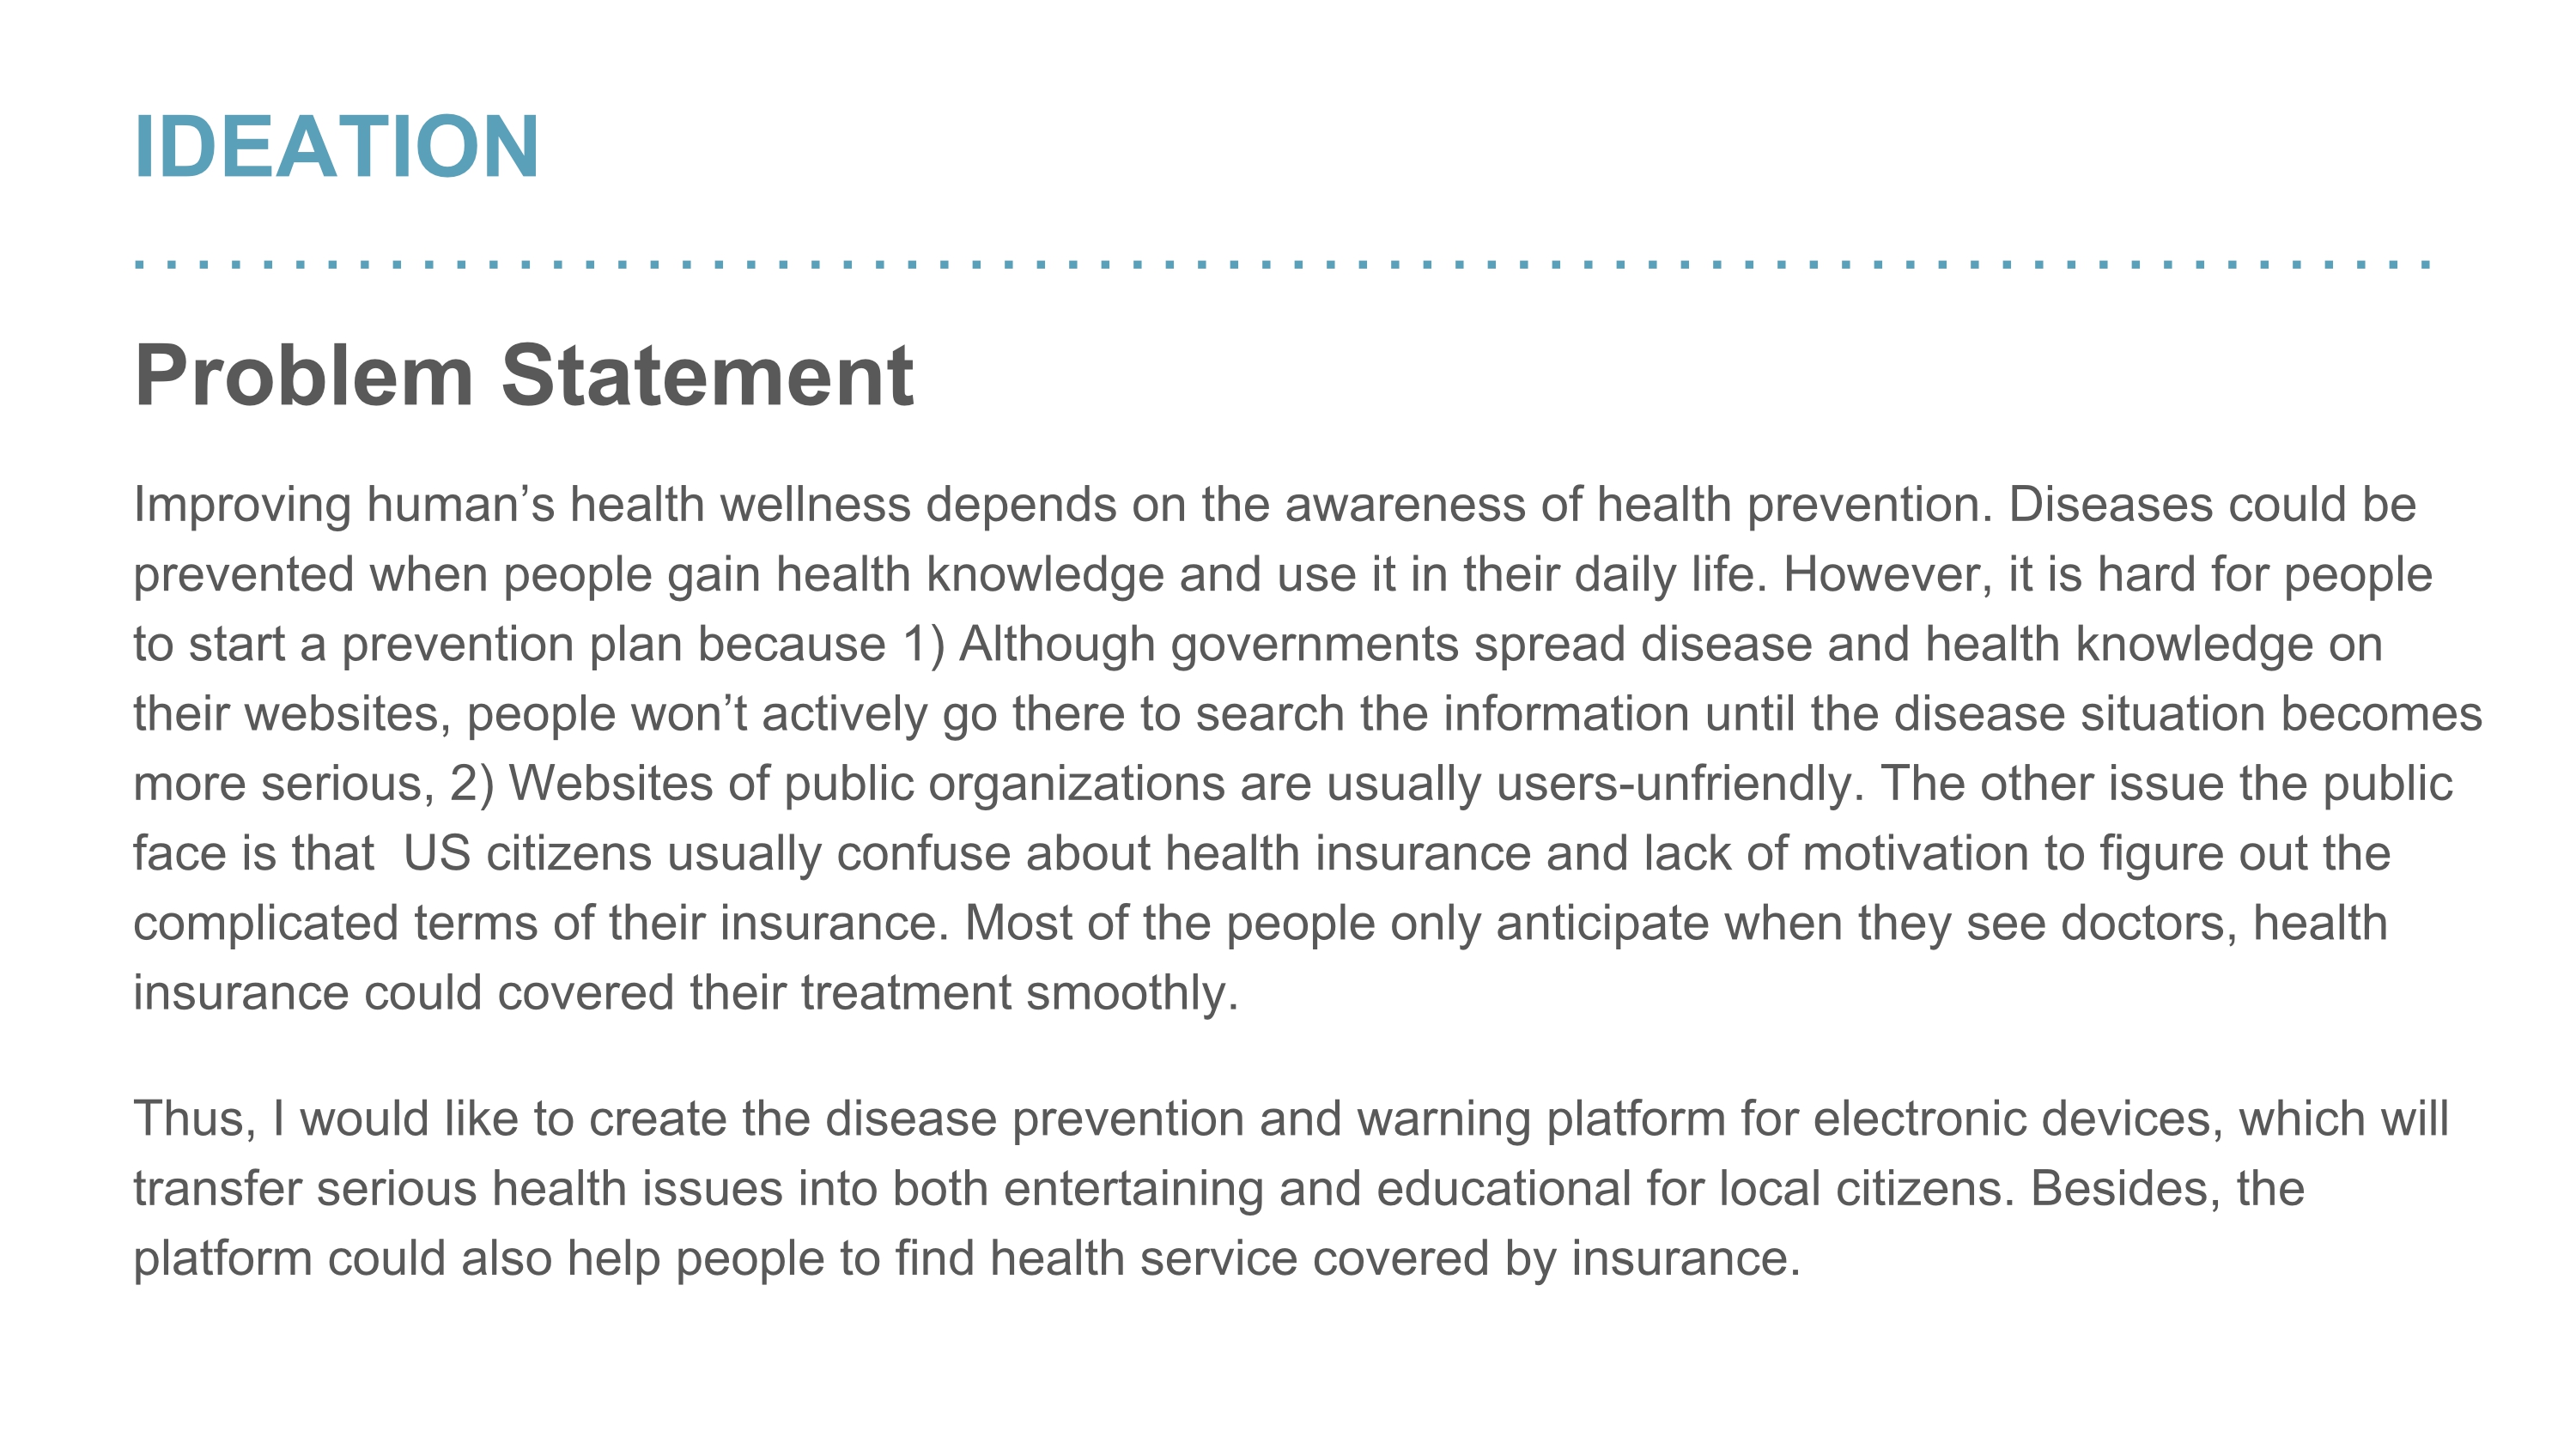 IDEATION
Problem Statement
Improving human’s health wellness depends on the awareness of health prevention. Diseases could be
prevented when people gain health knowledge and use it in their daily life. However, it is hard for people
to start a prevention plan because 1) Although governments spread disease and health knowledge on
their websites, people won’t actively go there to search the information until the disease situation becomes
more serious, 2) Websites of public organizations are usually users-unfriendly. The other issue the public
face is that  US citizens usually confuse about health insurance and lack of motivation to figure out the
complicated terms of their insurance. Most of the people only anticipate when they see doctors, health
insurance could covered their treatment smoothly.
Thus, I would like to create the disease prevention and warning platform for electronic devices, which will
transfer serious health issues into both entertaining and educational for local citizens. Besides, the
platform could also help people to find health service covered by insurance.